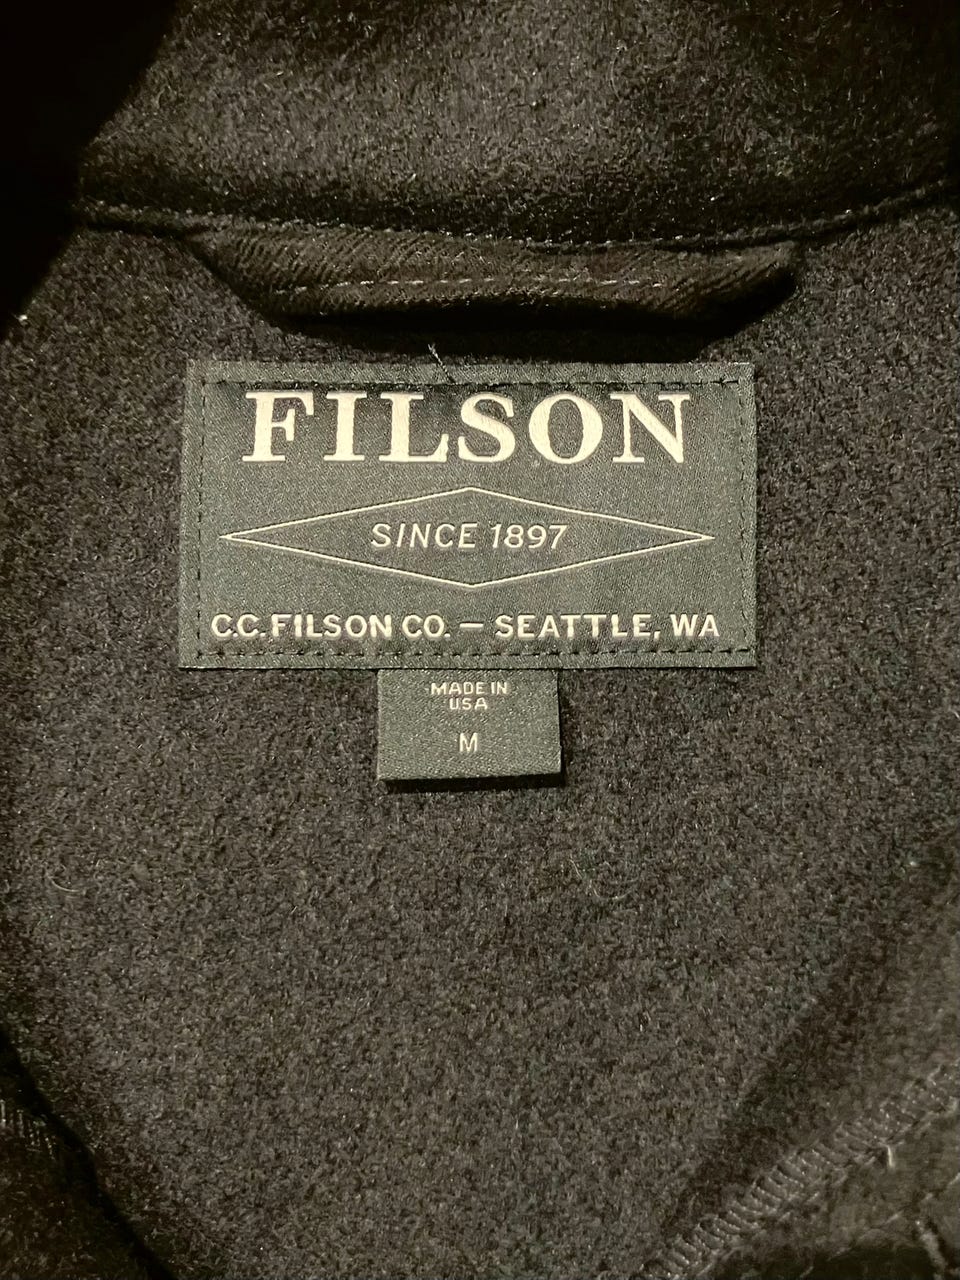 FILSON
SINCE 1897
C.C. FILSON CO. — SEATTLE, WA
MADE IN
USA
M